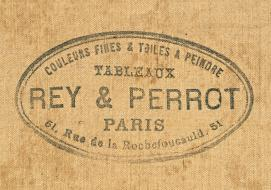 COULEURS FINES & TOILES A PEINDRE
TABLEAUX
REY & PERROT
PARIS
51, Rue de la Rochefoucauld, 51